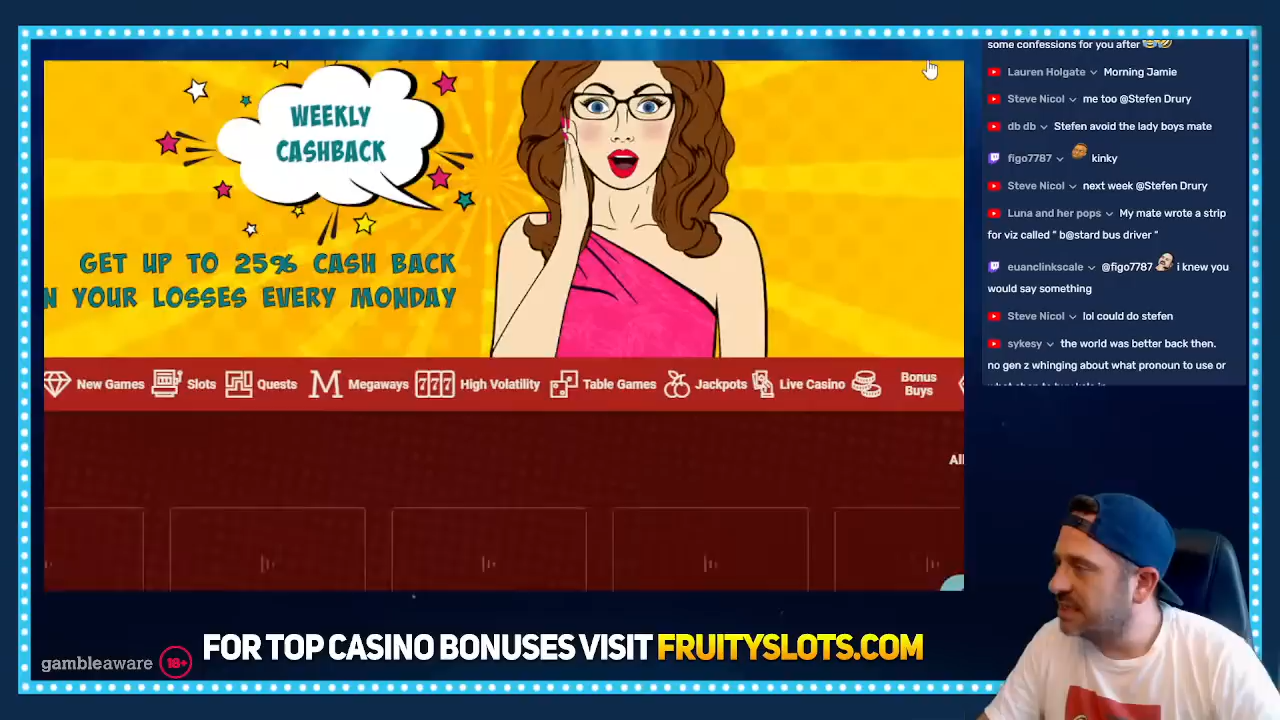 WEEKLY
CASHBACK
GET UP TO 25% CASH BACK
N YOUR LOSSES EVERY MONDAY
New Games
Slots
Quests
Megaways
777
High Volatility
Table Games
Jackpots
Live Casino
Bonus
Buys
All
some confessions for you after
Lauren Holgate Morning Jamie
Steve Nicol me too @Stefen Drury
db db Stefen avoid the lady boys mate
figo7787 kinky
Steve Nicol next week @Stefen Drury
Luna and her pops My mate wrote a strip
for viz called “ b@stard bus driver ”
euanclinkscale @figo7787 i knew you
would say something
Steve Nicol lol could do stefen
sykesy the world was better back then.
no gen z whinging about what pronoun to use or
gambleaware 18+
FOR TOP CASINO BONUSES VISIT FRUITYSLOTS.COM